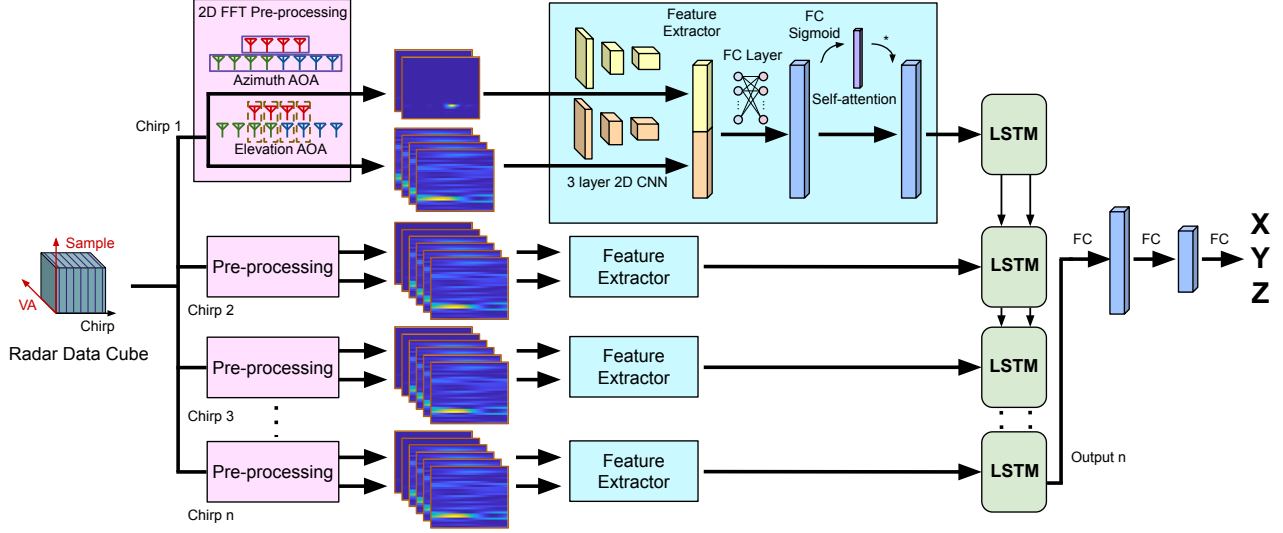 2D FFT Pre-processing
Azimuth AOA
Elevation AOA
Chirp 1
Feature
Extractor
FC
Sigmoid
*
FC Layer
Self-attention
3 layer 2D CNN
LSTM
Sample
VA
Chirp
Radar Data Cube
Pre-processing
Chirp 2
Feature
Extractor
LSTM
Pre-processing
Chirp 3
Feature
Extractor
LSTM
Pre-processing
Chirp n
Feature
Extractor
LSTM
Output n
FC
FC
FC
X
Y
Z